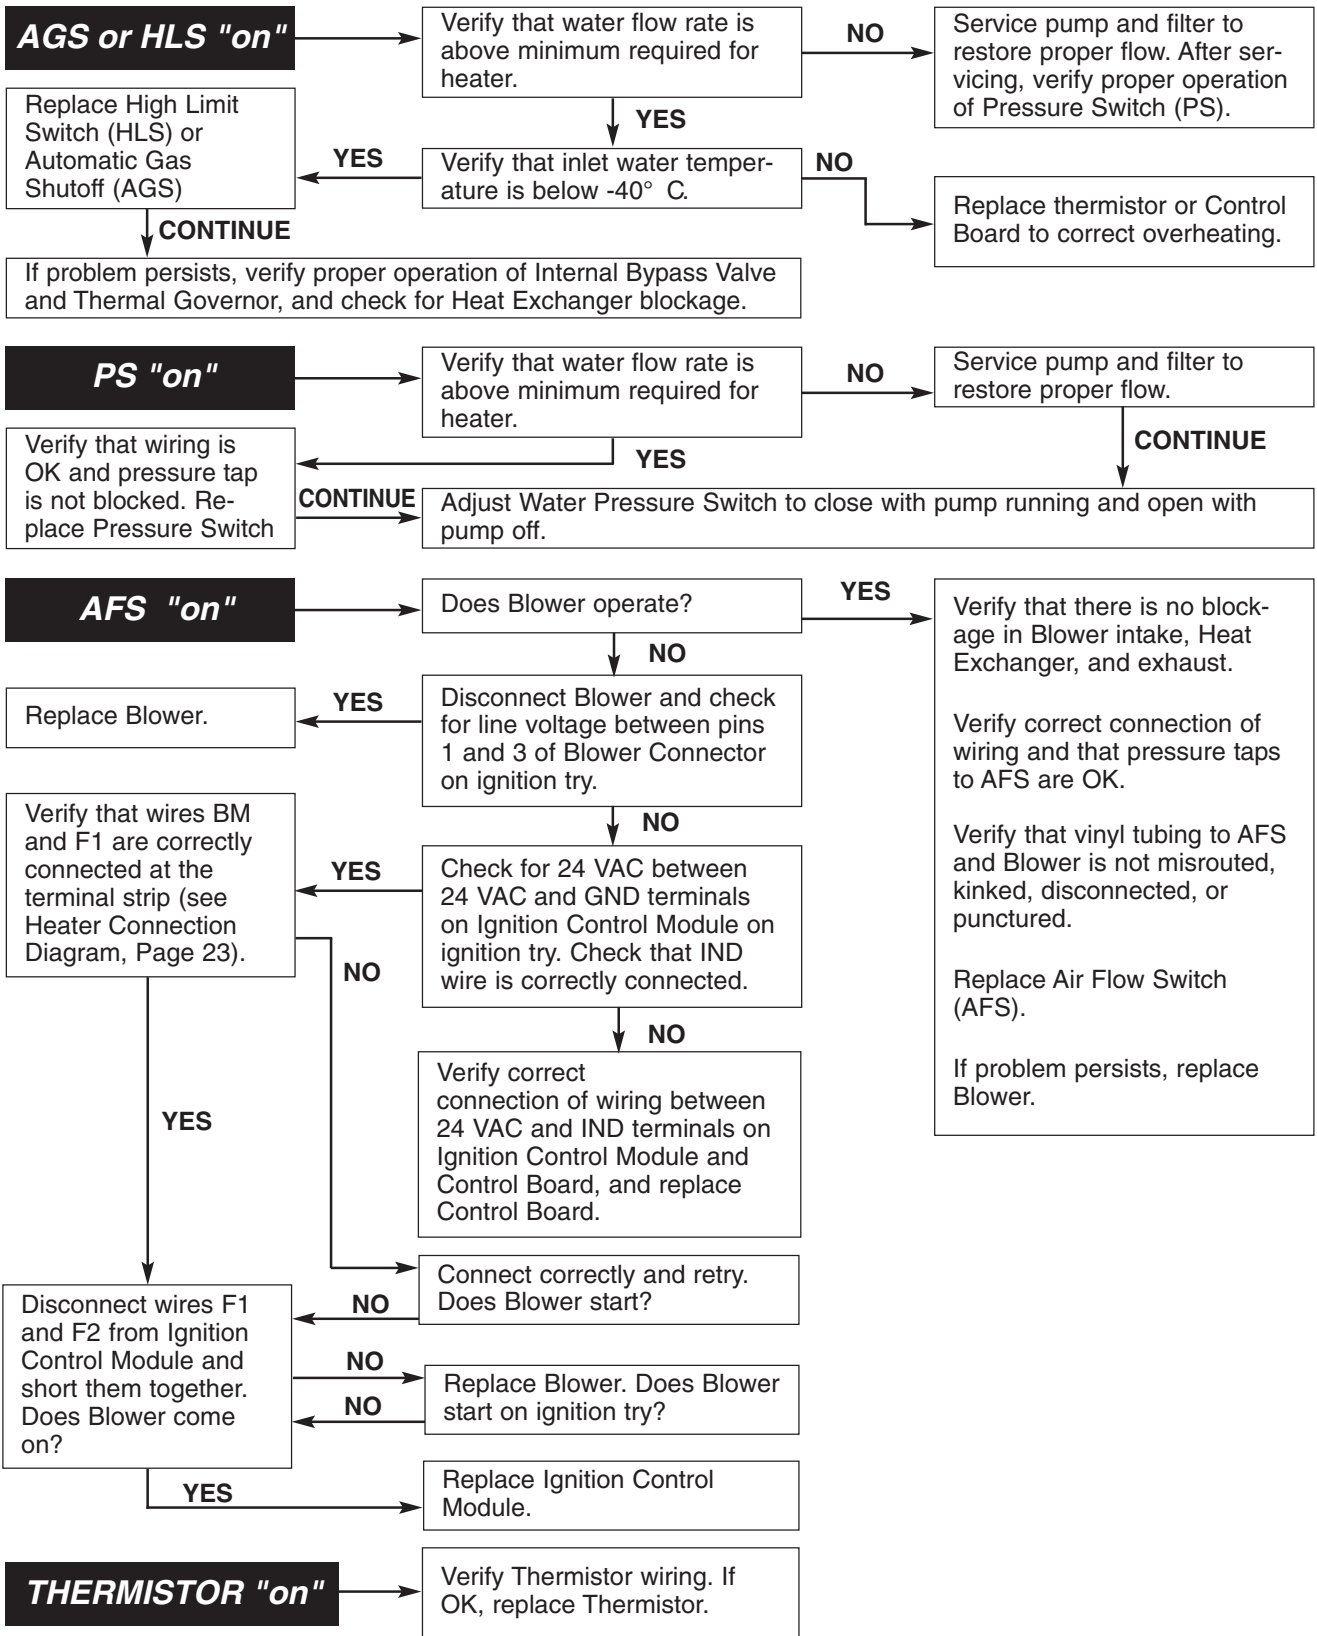 AGS or HLS "on"
Verify that water flow rate is
above minimum required for
heater.
NO
Service pump and filter to
restore proper flow. After ser-
vicing, verify proper operation
of Pressure Switch (PS).
YES
Replace High Limit
Switch (HLS) or
Automatic Gas
Shutoff (AGS)
YES
Verify that inlet water temper-
ature is below -40° C.
NO
Replace thermistor or Control
Board to correct overheating.
CONTINUE
If problem persists, verify proper operation of Internal Bypass Valve
and Thermal Governor, and check for Heat Exchanger blockage.
PS "on"
Verify that water flow rate is
above minimum required for
heater.
NO
Service pump and filter to
restore proper flow.
CONTINUE
YES
Verify that wiring is
OK and pressure tap
is not blocked. Re-
place Pressure Switch
CONTINUE
Adjust Water Pressure Switch to close with pump running and open with
pump off.
AFS "on"
Does Blower operate?
YES
Verify that there is no block-
age in Blower intake, Heat
Exchanger, and exhaust.
Verify correct connection of
wiring and that pressure taps
to AFS are OK.
Verify that vinyl tubing to AFS
and Blower is not misrouted,
kinked, disconnected, or
punctured.
Replace Air Flow Switch
(AFS).
If problem persists, replace
Blower.
NO
Disconnect Blower and check
for line voltage between pins
1 and 3 of Blower Connector
on ignition try.
YES
Replace Blower.
NO
Check for 24 VAC between
24 VAC and GND terminals
on Ignition Control Module on
ignition try. Check that IND
wire is correctly connected.
YES
Verify that wires BM
and F1 are correctly
connected at the
terminal strip (see
Heater Connection
Diagram, Page 23).
NO
NO
Verify correct
connection of wiring between
24 VAC and IND terminals on
Ignition Control Module and
Control Board, and replace
Control Board.
YES
Connect correctly and retry.
Does Blower start?
NO
Disconnect wires F1
and F2 from Ignition
Control Module and
short them together.
Does Blower come
on?
NO
Replace Blower. Does Blower
start on ignition try?
NO
YES
Replace Ignition Control
Module.
THERMISTOR "on"
Verify Thermistor wiring. If
OK, replace Thermistor.